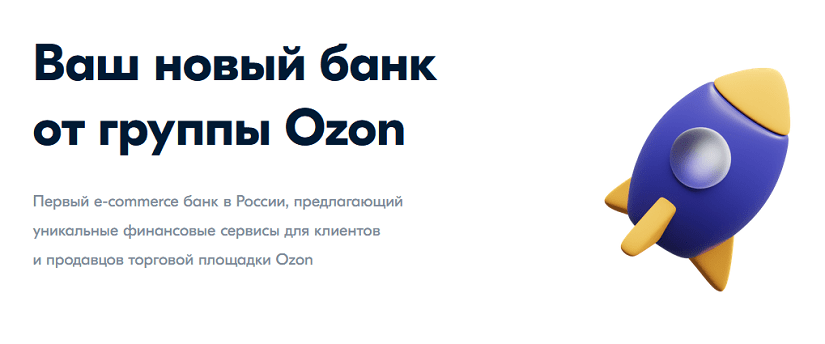 Ваш новый банк
от группы Ozon
Первый e-commerce банк в России, предлагающий
уникальные финансовые сервисы для клиентов
и продавцов торговой площадки Ozon